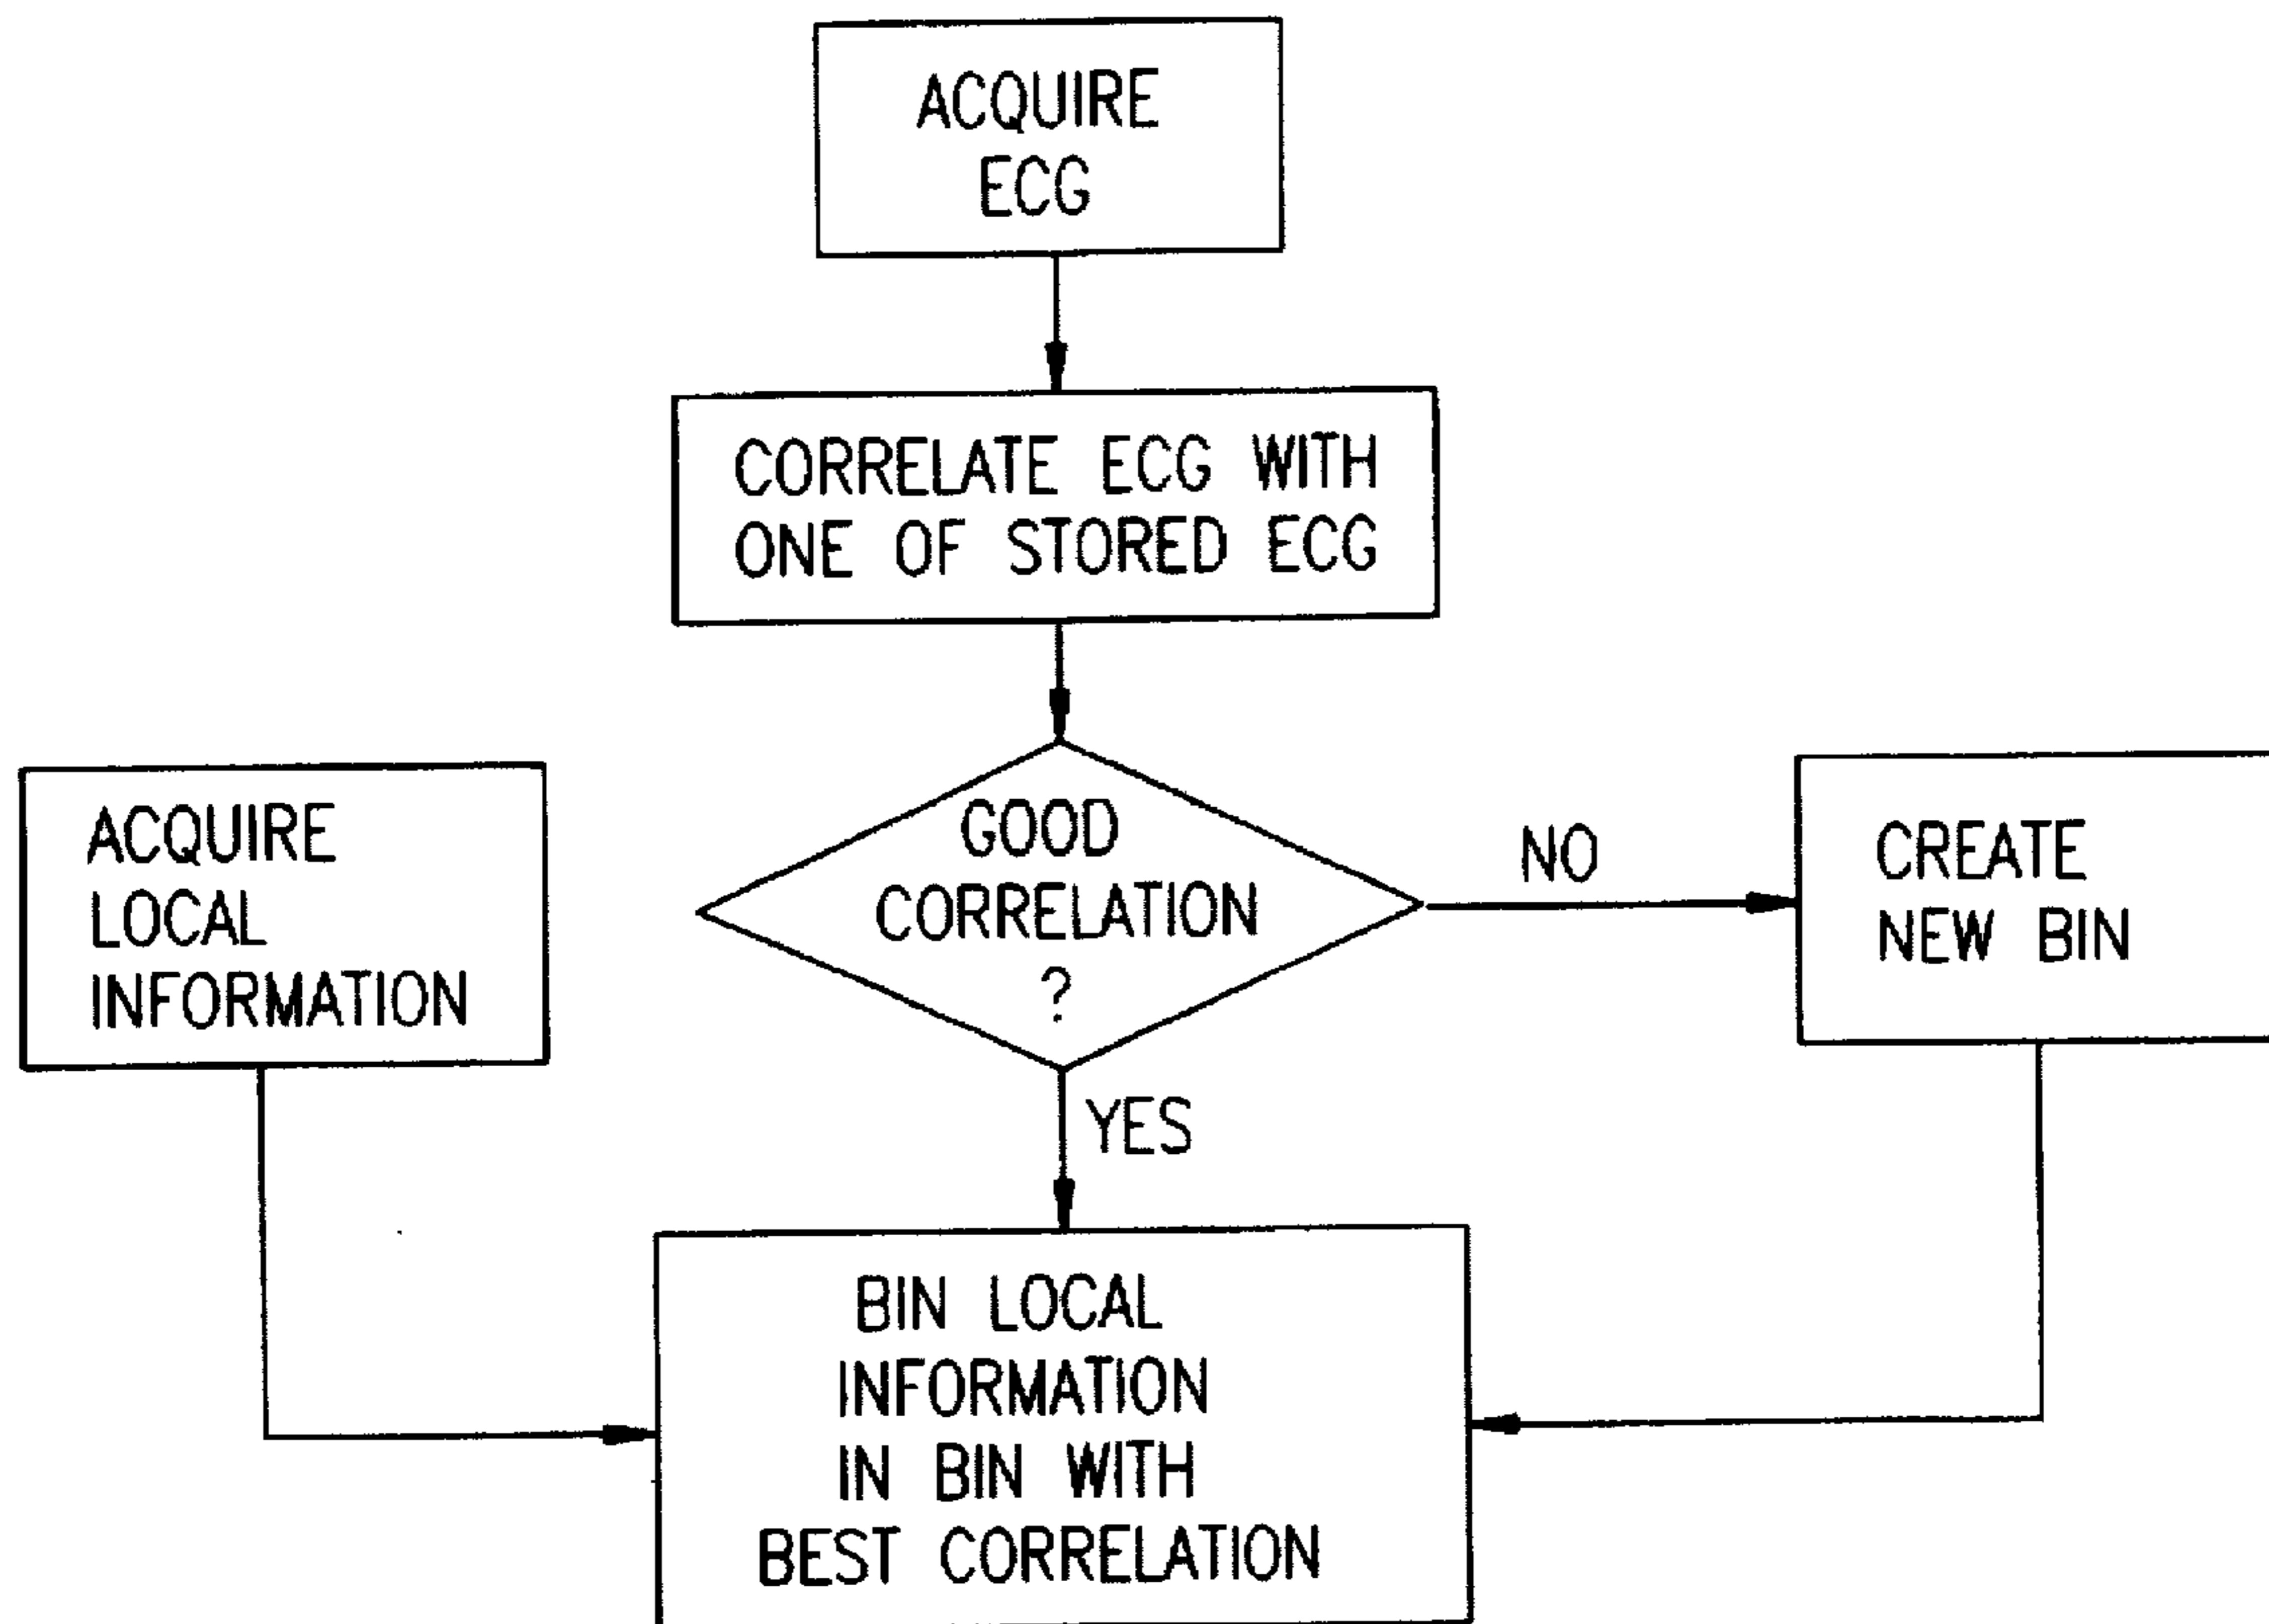 ACQUIRE
ECG
CORRELATE ECG WITH
ONE OF STORED ECG
ACQUIRE
LOCAL
INFORMATION
GOOD
CORRELATION
?
NO
CREATE
NEW BIN
YES
BIN LOCAL
INFORMATION
IN BIN WITH
BEST CORRELATION